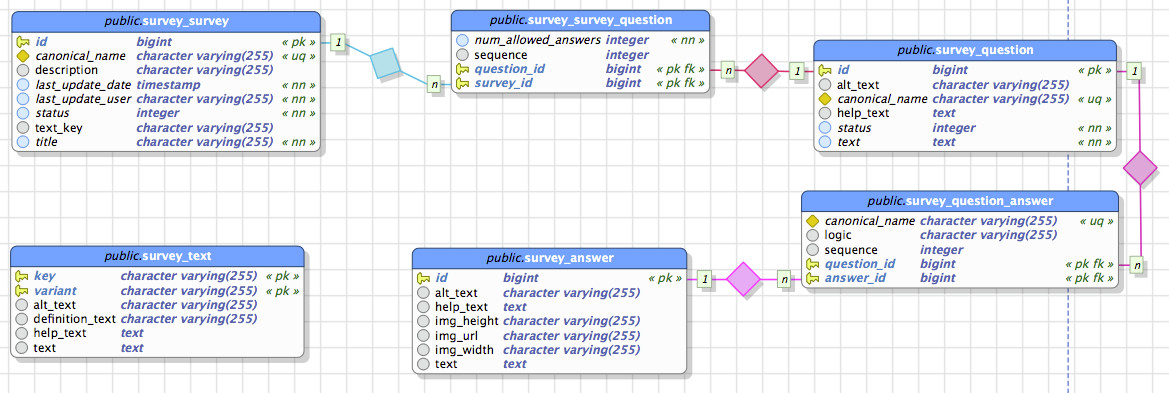 public.survey_survey
id bigint « pk »
canonical_name character varying(255) « uq »
description character varying(255)
last_update_date timestamp « nn »
last_update_user character varying(255) « nn »
status integer « nn »
text_key character varying(255)
title character varying(255) « nn »
1
n
public.survey_survey_question
num_allowed_answers integer « nn »
sequence integer
question_id bigint « pk fk »
survey_id bigint « pk fk »
n
1
public.survey_question
id bigint « pk »
alt_text character varying(255)
canonical_name character varying(255) « uq »
help_text text
status integer « nn »
text text « nn »
1
n
public.survey_question_answer
canonical_name character varying(255) « uq »
logic character varying(255)
sequence integer
question_id bigint « pk fk »
answer_id bigint « pk fk »
public.survey_text
key character varying(255) « pk »
variant character varying(255) « pk »
alt_text character varying(255)
definition_text character varying(255)
help_text text
text text
public.survey_answer
id bigint « pk »
alt_text character varying(255)
help_text text
img_height character varying(255)
img_url character varying(255)
img_width character varying(255)
text text
1
n